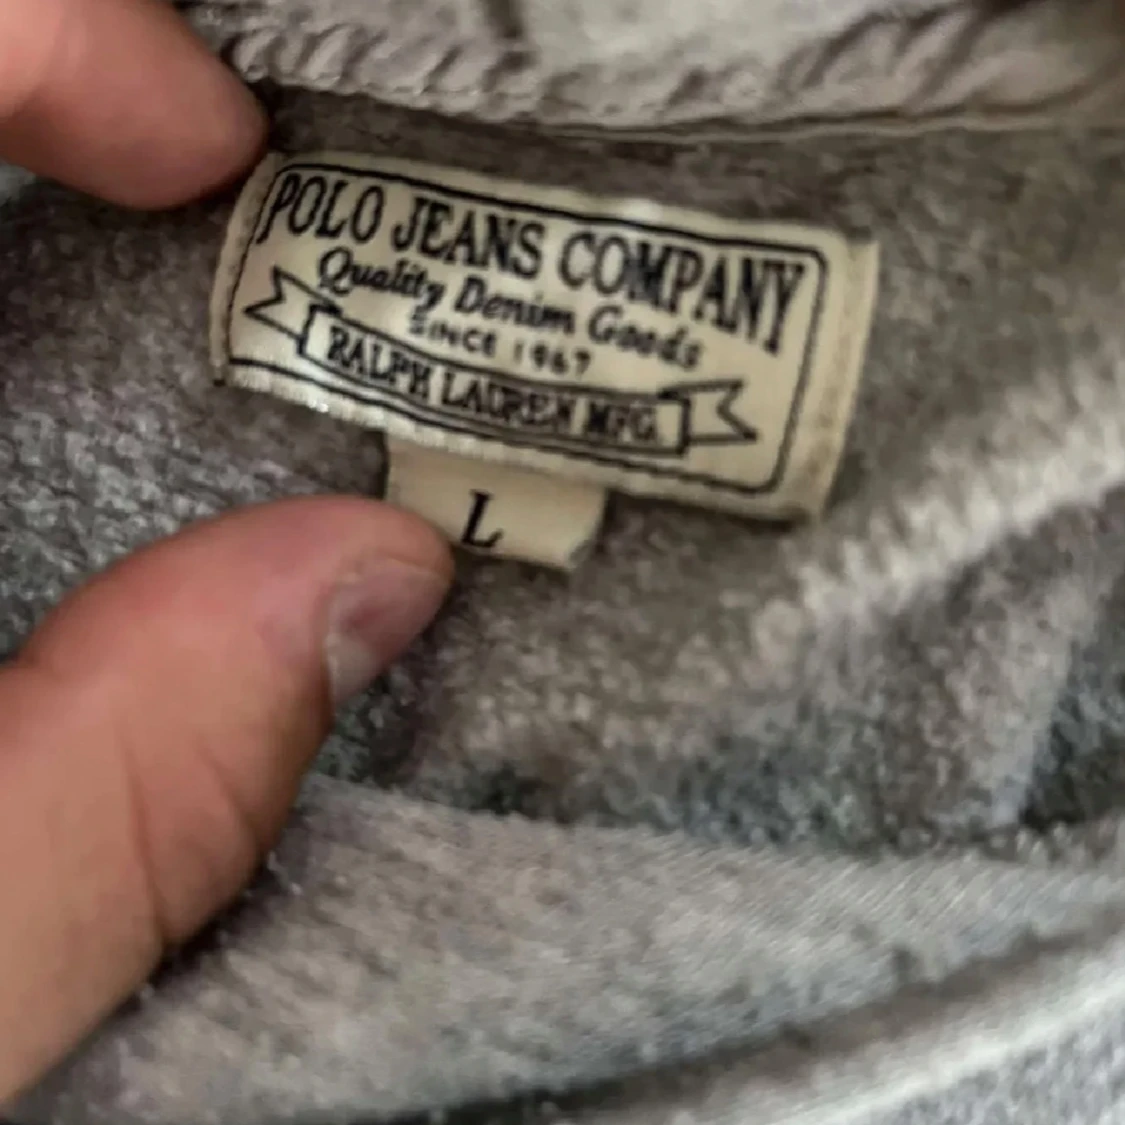 POLO JEANS COMPANY
Quality Denim Goods
SINCE 1967
RALPH LAUREN MFG.
L